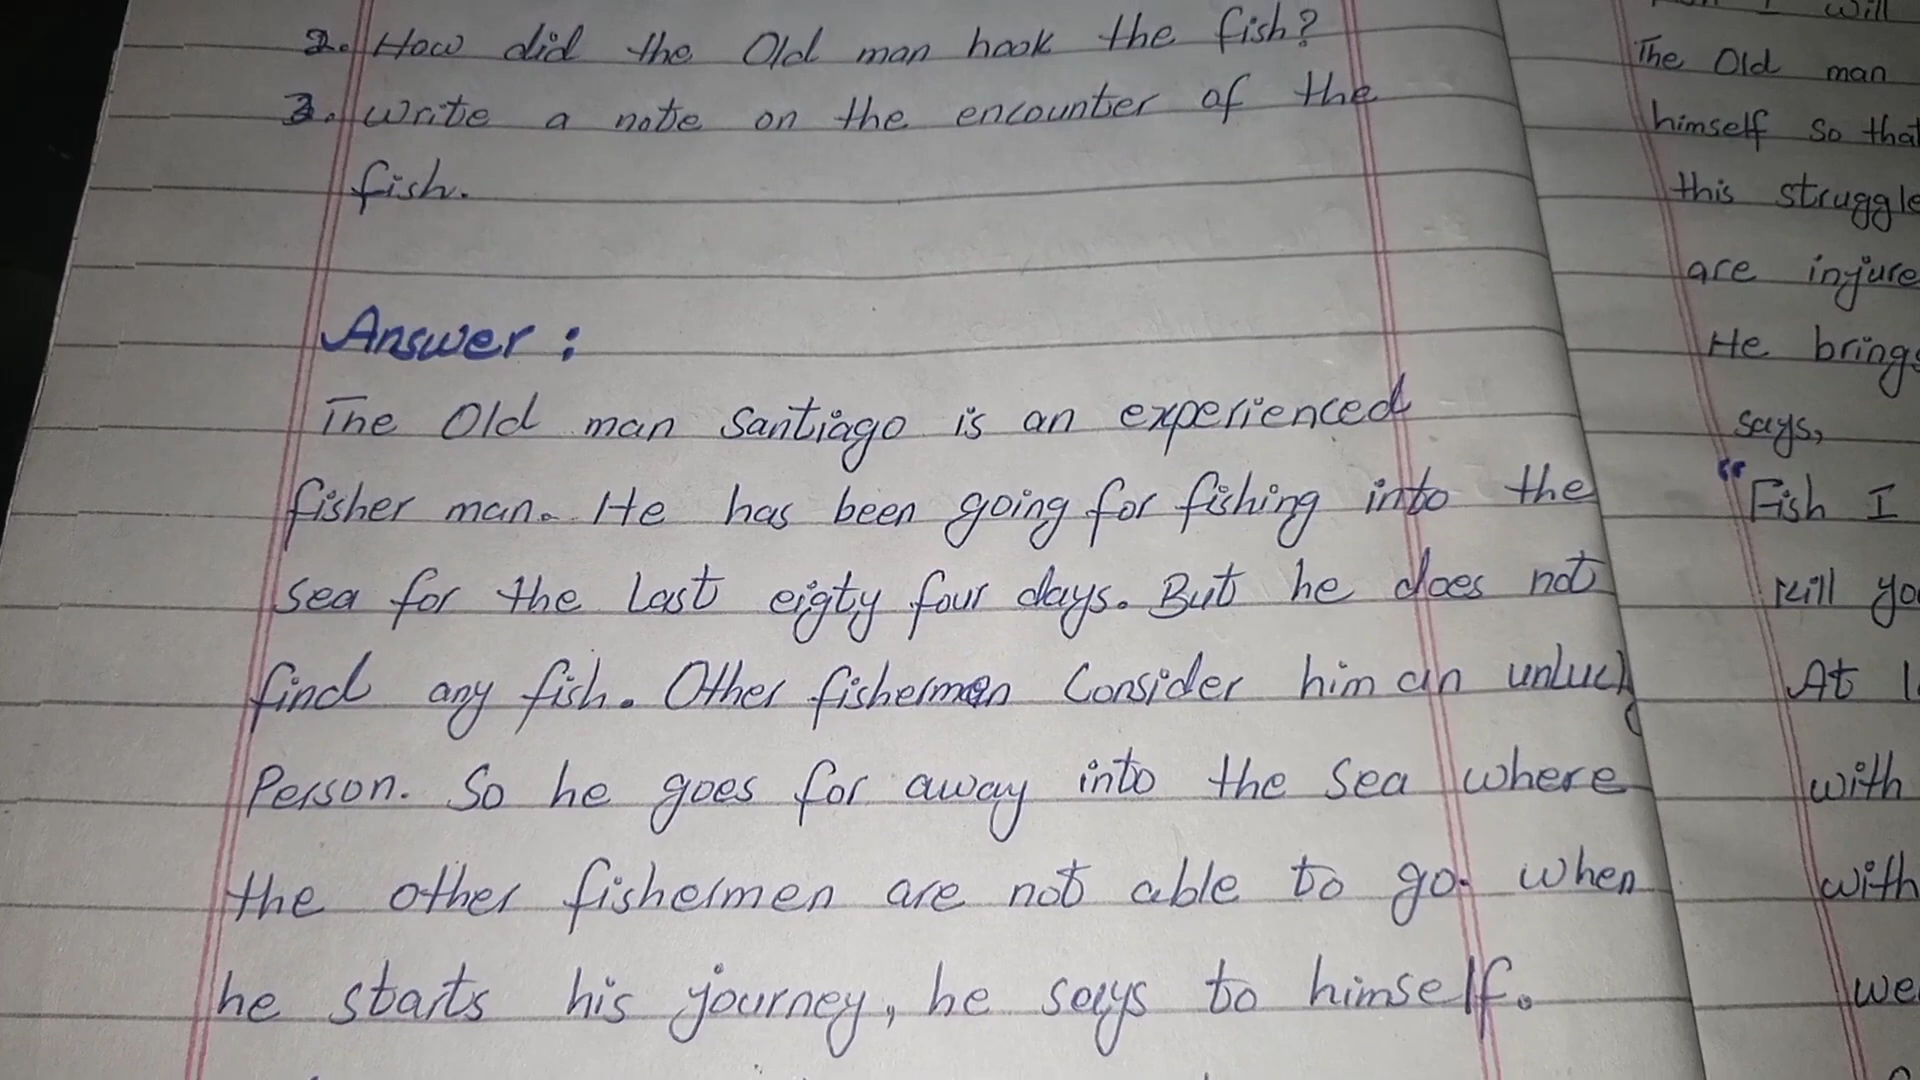 2. How did the Old man hook the fish?
3. Write a note on the encounter of the
fish.
Answer :
The Old man Santiago is an experienced
fisher man. He has been going for fishing into the
sea for the last eigty four days. But he does not
find any fish. Other fishermen Consider him an unlucky
Person. So he goes for away into the Sea where
the other fishermen are not able to go. when
he starts his journey, he says to himself.
will
The Old man
himself so that
this struggle
are injure
He brings
says,
"Fish I
kill yo
At l
with
with
we